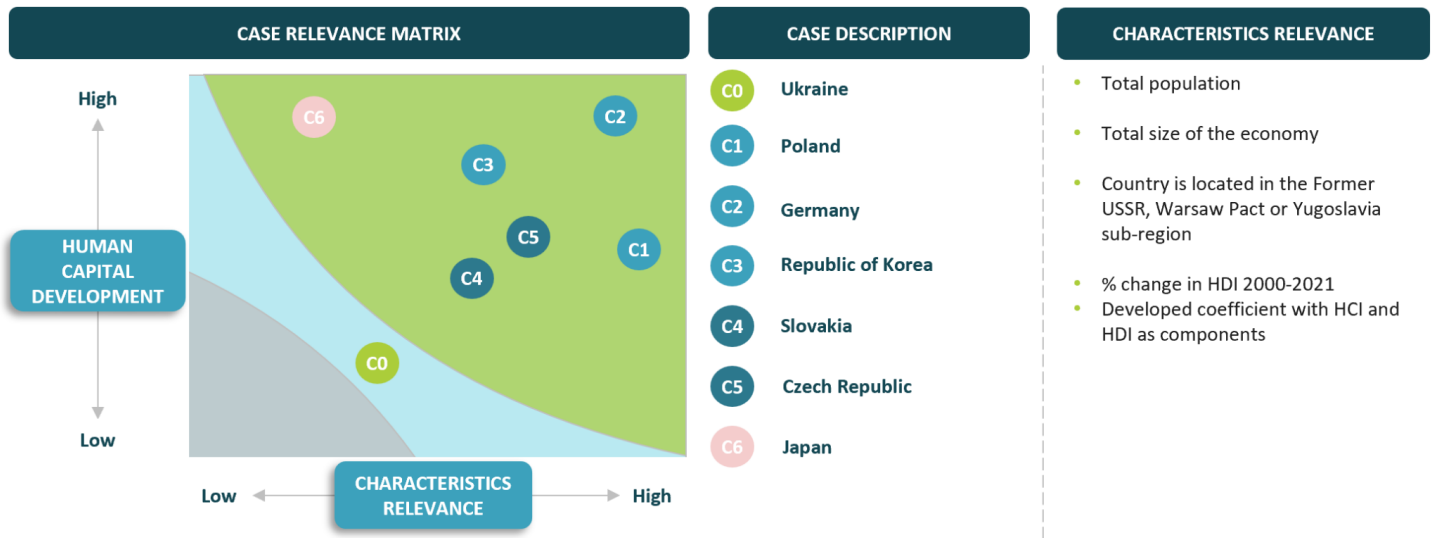 CASE RELEVANCE MATRIX
High
HUMAN
CAPITAL
DEVELOPMENT
Low
C6
C2
C3
C5
C1
C4
C0
Low
CHARACTERISTICS
RELEVANCE
High
CASE DESCRIPTION
C0 Ukraine
C1 Poland
C2 Germany
C3 Republic of Korea
C4 Slovakia
C5 Czech Republic
C6 Japan
CHARACTERISTICS RELEVANCE
• Total population
• Total size of the economy
• Country is located in the Former
USSR, Warsaw Pact or Yugoslavia
sub-region
• % change in HDI 2000-2021
• Developed coefficient with HCI and
HDI as components